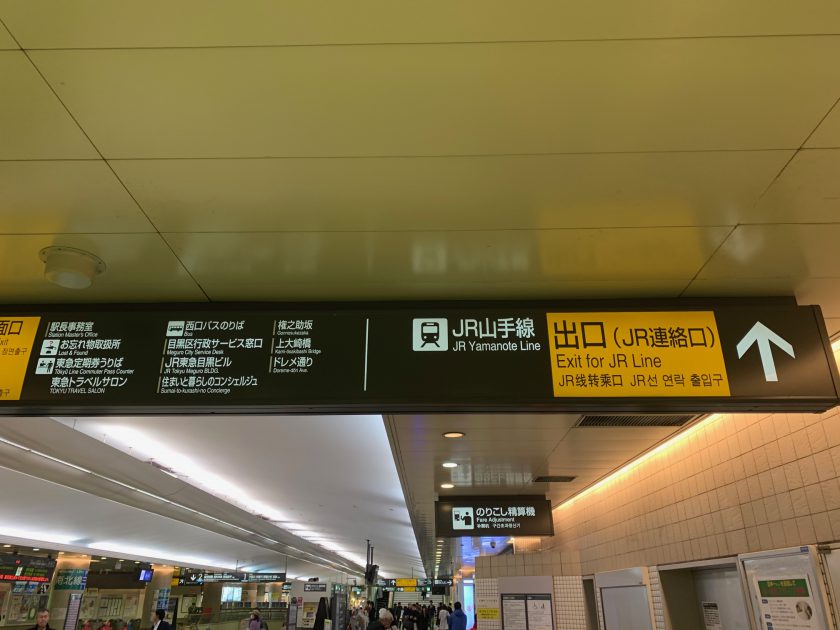 面口
駅長事務室
Station Master's Office
お忘れ物取扱所
Lost & Found
東急定期券うりば
Tokyu Line Commuter Pass Counter
東急トラベルサロン
TOKYU TRAVEL SALON
西口バスのりば
Bus
目黒区行政サービス窓口
Meguro City Service Desk
JR東急目黒ビル
JR Tokyu Meguro BLDG.
住まいと暮らしのコンシェルジュ
Sumai-to-kurashi-no-Concierge
権之助坂
Gonnosukezaka
上大崎橋
Kami-osakibashi Bridge
ドレメ通り
Doreme-dōri Ave.
JR山手線
JR Yamanote Line
出口（JR連絡口）
Exit for JR Line
JR线转乘口 JR선 연락 출입구
のりこし精算機
Fare Adjustment